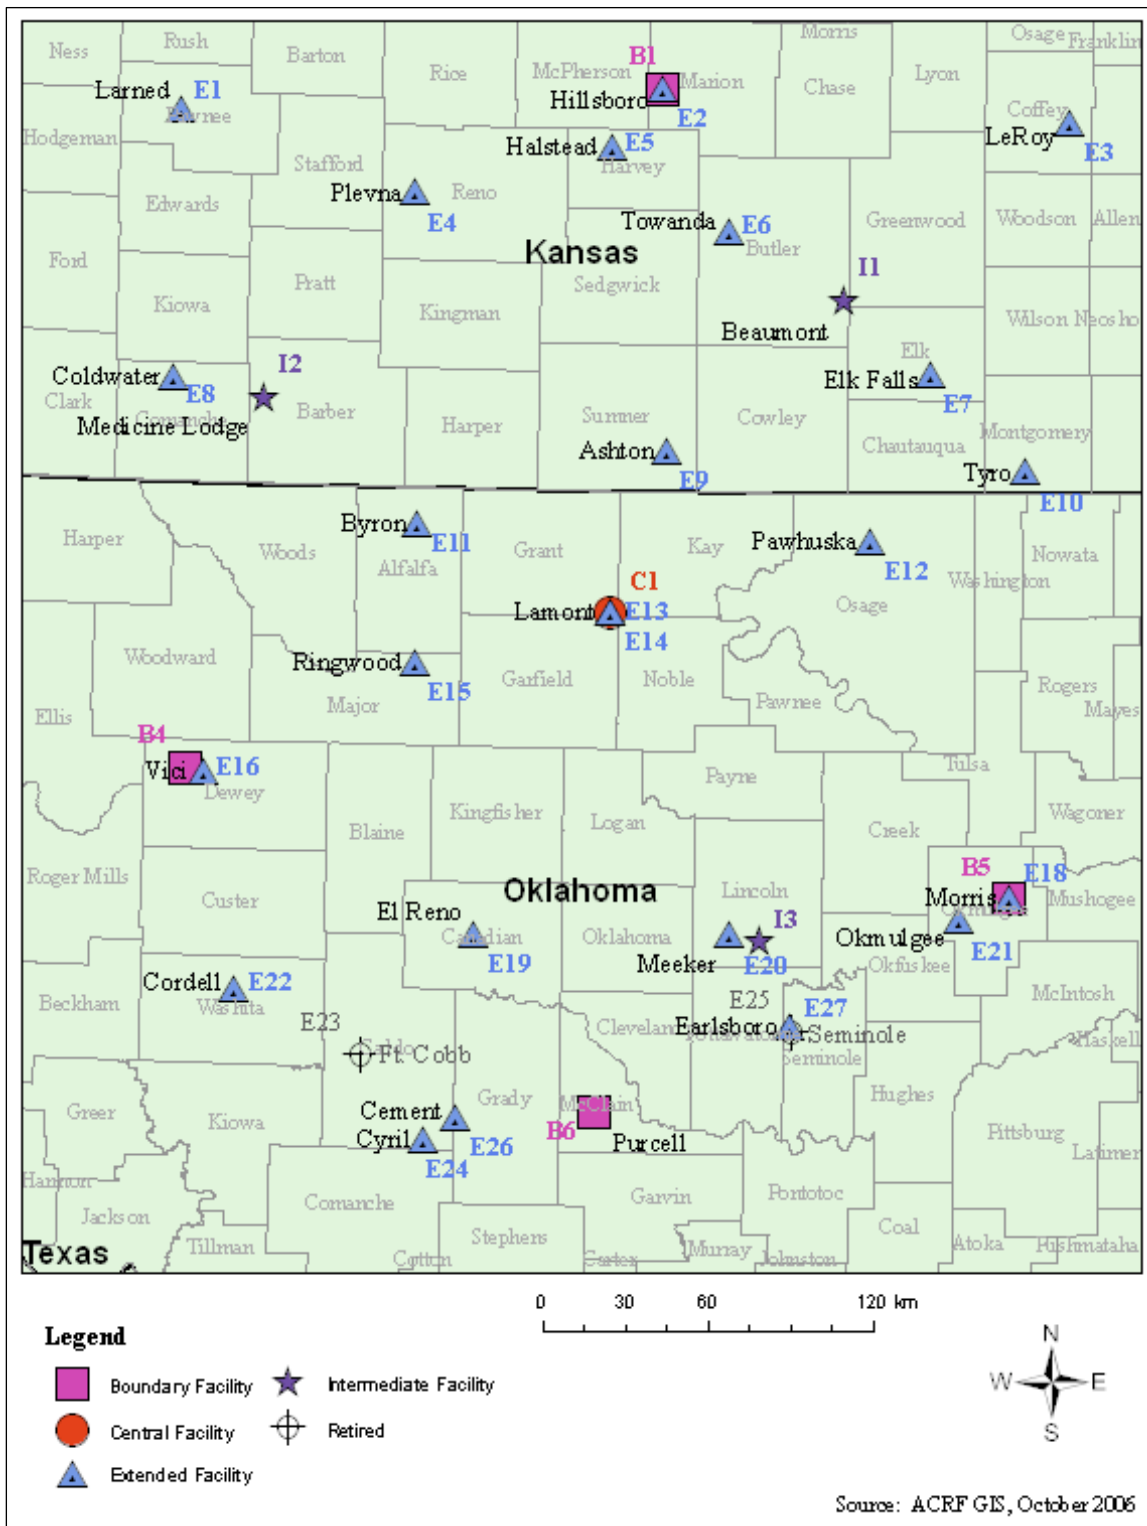 Ness
Rush
Barton
Rice
McPherson
B1
Marion
Morris
Chase
Lyon
Osage
Franklin
Larned
E1
Pawnee
Hillsboro
E2
Coffey
LeRoy
E3
Hodgeman
Stafford
Halstead
E5
Harvey
Plevna
Reno
E4
Edwards
Towanda
E6
Butler
Greenwood
Woodson
Allen
Ford
Kansas
I1
Kiowa
Pratt
Kingman
Sedgwick
Beaumont
Wilson
Neosho
Coldwater
E8
I2
Elk
Elk Falls
E7
Clark
Comanche
Medicine Lodge
Barber
Harper
Sumner
Cowley
Chautauqua
Montgomery
Ashton
E9
Tyro
E10
Harper
Woods
Byron
E11
Alfalfa
Grant
Kay
Pawhuska
E12
Washington
Nowata
C1
Lamont
E13
E14
Osage
Woodward
Ringwood
E15
Major
Garfield
Noble
Pawnee
Rogers
Mayes
Ellis
B4
Vici
E16
Dewey
Payne
Tulsa
Wagoner
Blaine
Kingfisher
Logan
Creek
Roger Mills
Custer
Oklahoma
Lincoln
B5
E18
Morris
Okmulgee
Muskogee
El Reno
Canadian
E19
Oklahoma
I3
Meeker
E20
Okmulgee
E21
Okfuskee
Beckham
Cordell
E22
Washita
E23
Ft. Cobb
Caddo
Cleveland
E25
E27
Earlsboro
Pottawatomie
Seminole
Seminole
McIntosh
Haskell
Greer
Kiowa
Cement
Grady
McClain
Hughes
Pittsburg
Latimer
Cyril
E26
E24
B6
Purcell
Harmon
Jackson
Comanche
Garvin
Pontotoc
Coal
Texas
Tillman
Cotton
Stephens
Carter
Murray
Johnston
Atoka
Pushmataha
0 30 60 120 km
Legend
Boundary Facility
Intermediate Facility
Central Facility
Retired
Extended Facility
N
W E
S
Source: ACRF GIS, October 2006